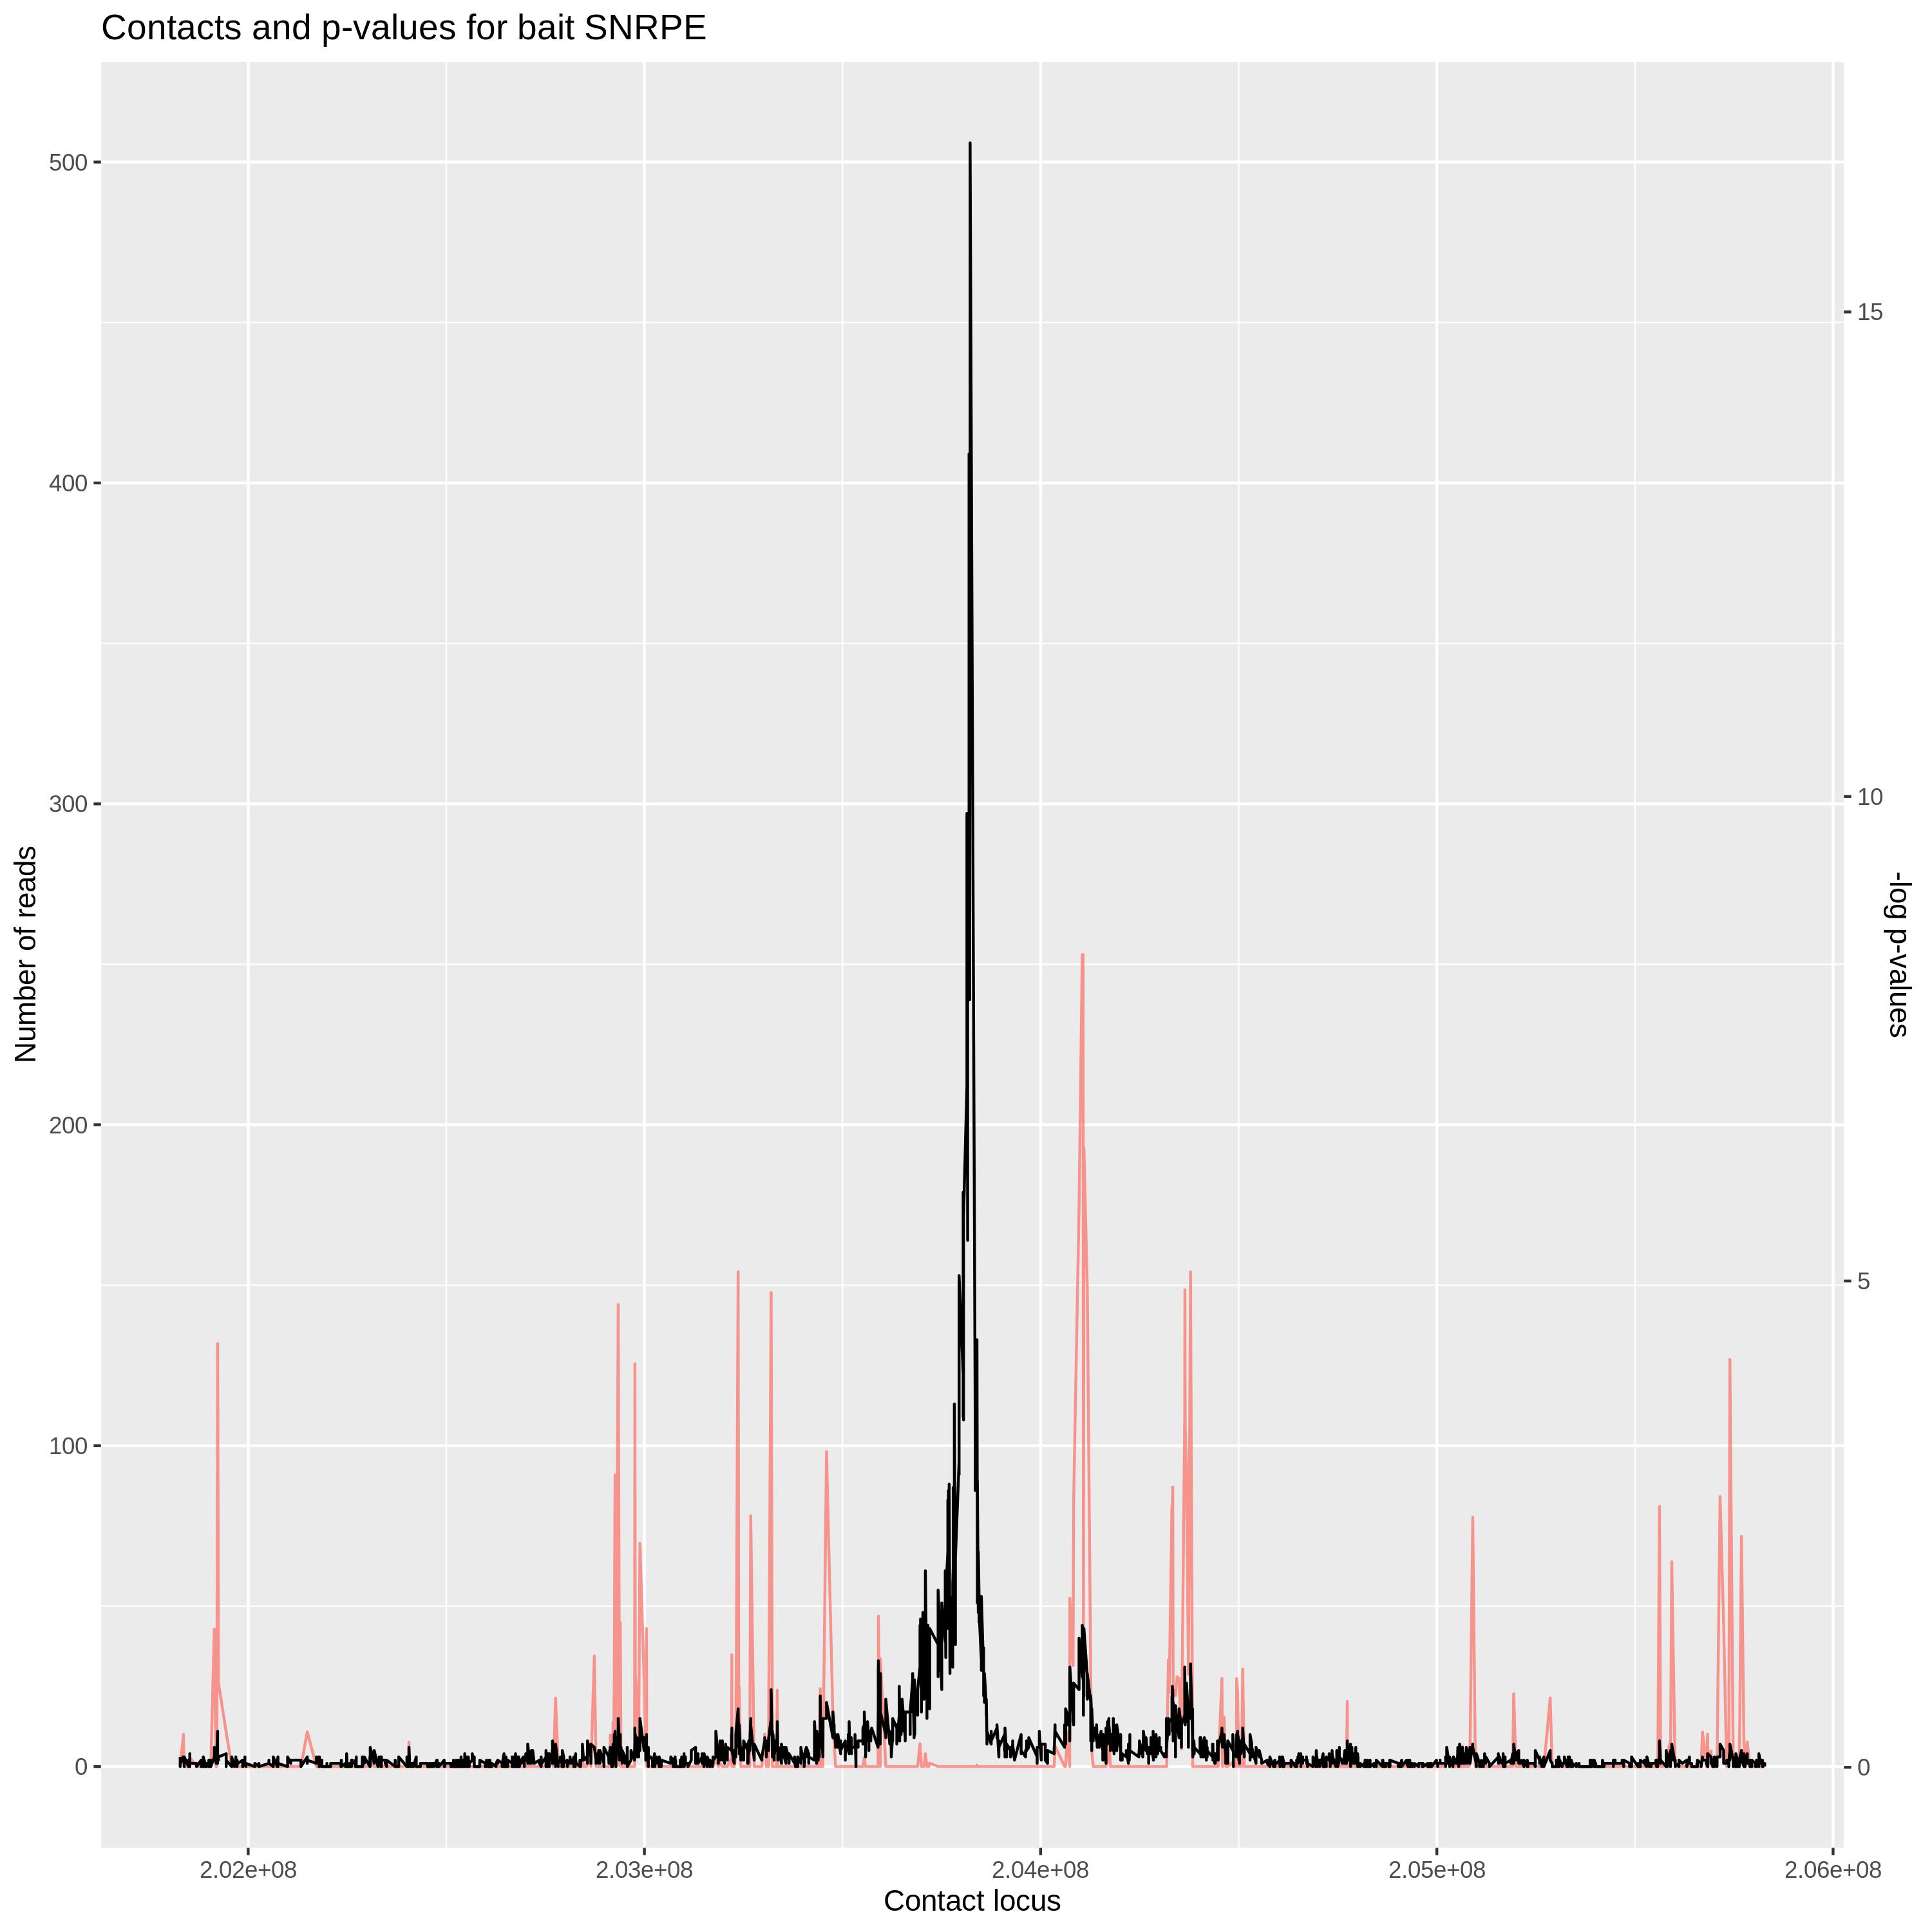 Contacts and p-values for bait SNRPE
500
400
300
200
100
0
Number of reads
15
10
5
0
-log p-values
2.02e+08
2.03e+08
2.04e+08
2.05e+08
2.06e+08
Contact locus